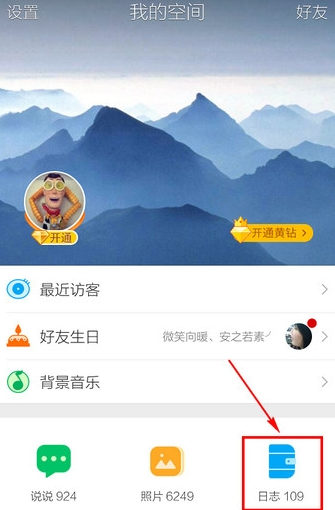 设置 我的空间 好友
开通
开通黄钻
最近访客
好友生日 微笑向暖、安之若素╱
背景音乐
说说 924 照片 6249 日志 109